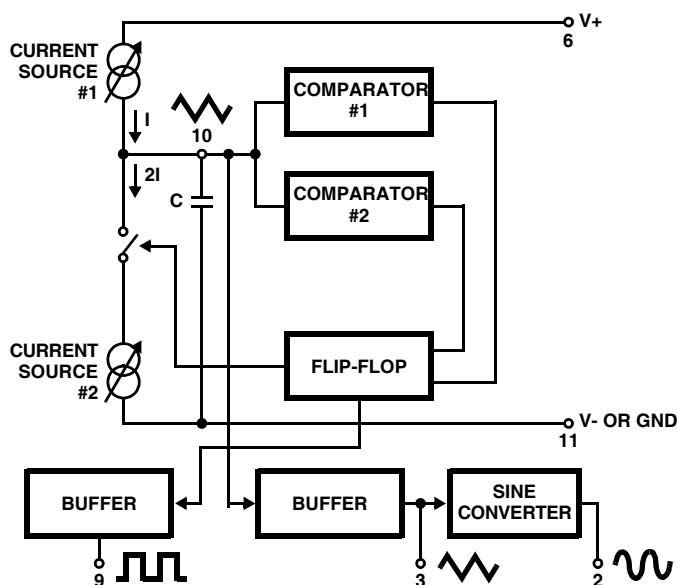 V+
6
CURRENT
SOURCE
#1
I
10
COMPARATOR
#1
2I
C
COMPARATOR
#2
CURRENT
SOURCE
#2
FLIP-FLOP
V- OR GND
11
BUFFER
BUFFER
SINE
CONVERTER
9
3
2